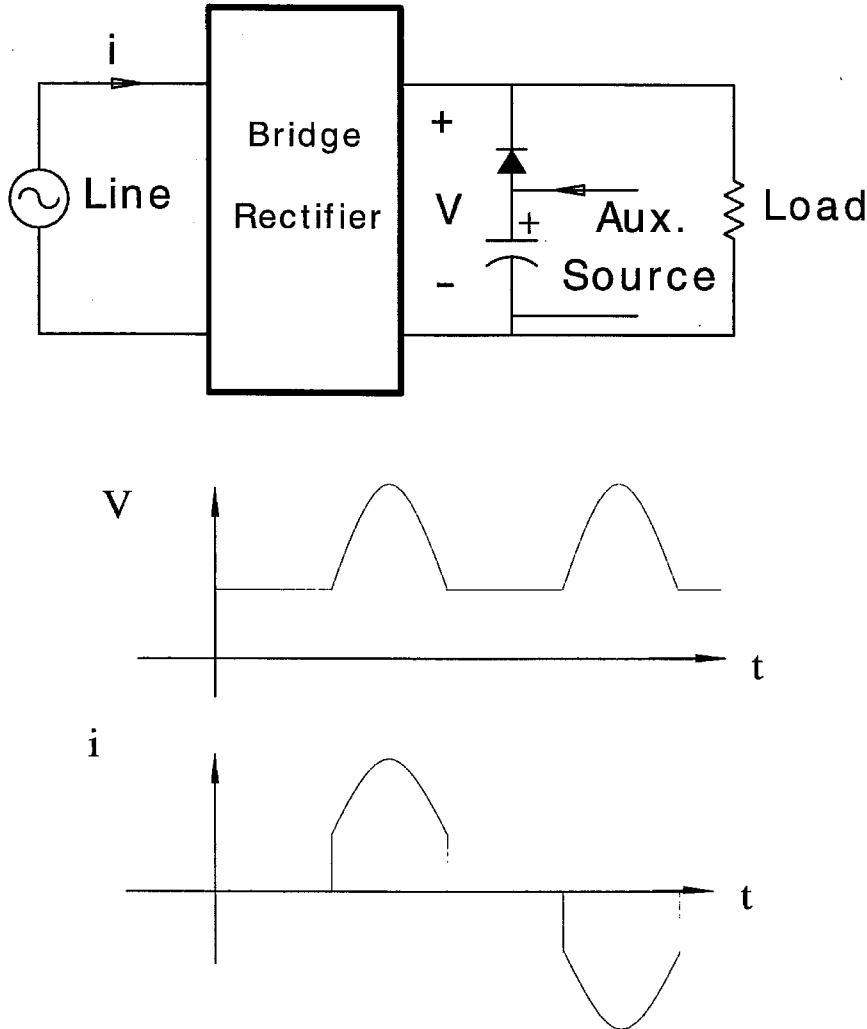 i
Bridge
Rectifier
Line
+
V
-
+
Aux.
Source
Load
V
t
i
t